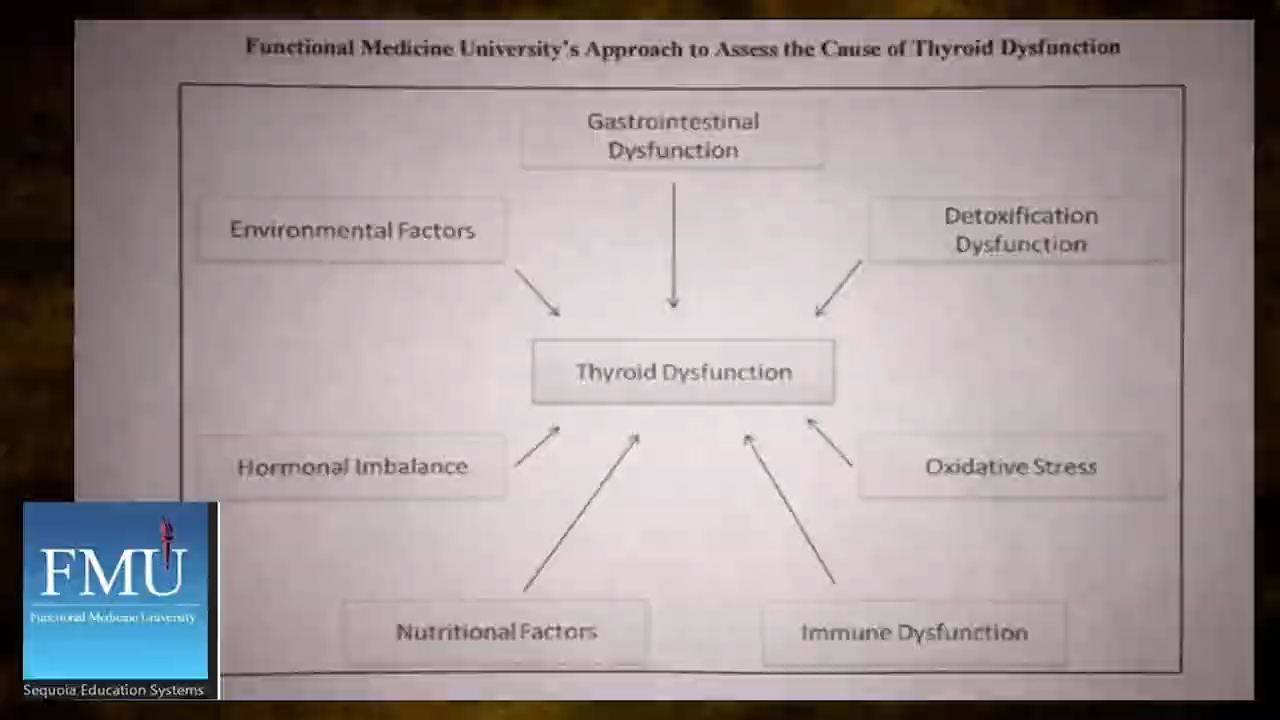 Functional Medicine University's Approach to Assess the Cause of Thyroid Dysfunction
Gastrointestinal
Dysfunction
Environmental Factors
Detoxification
Dysfunction
Thyroid Dysfunction
Hormonal Imbalance
Oxidative Stress
Nutritional Factors
Immune Dysfunction
FMU
Functional Medicine University
Sequoia Education Systems